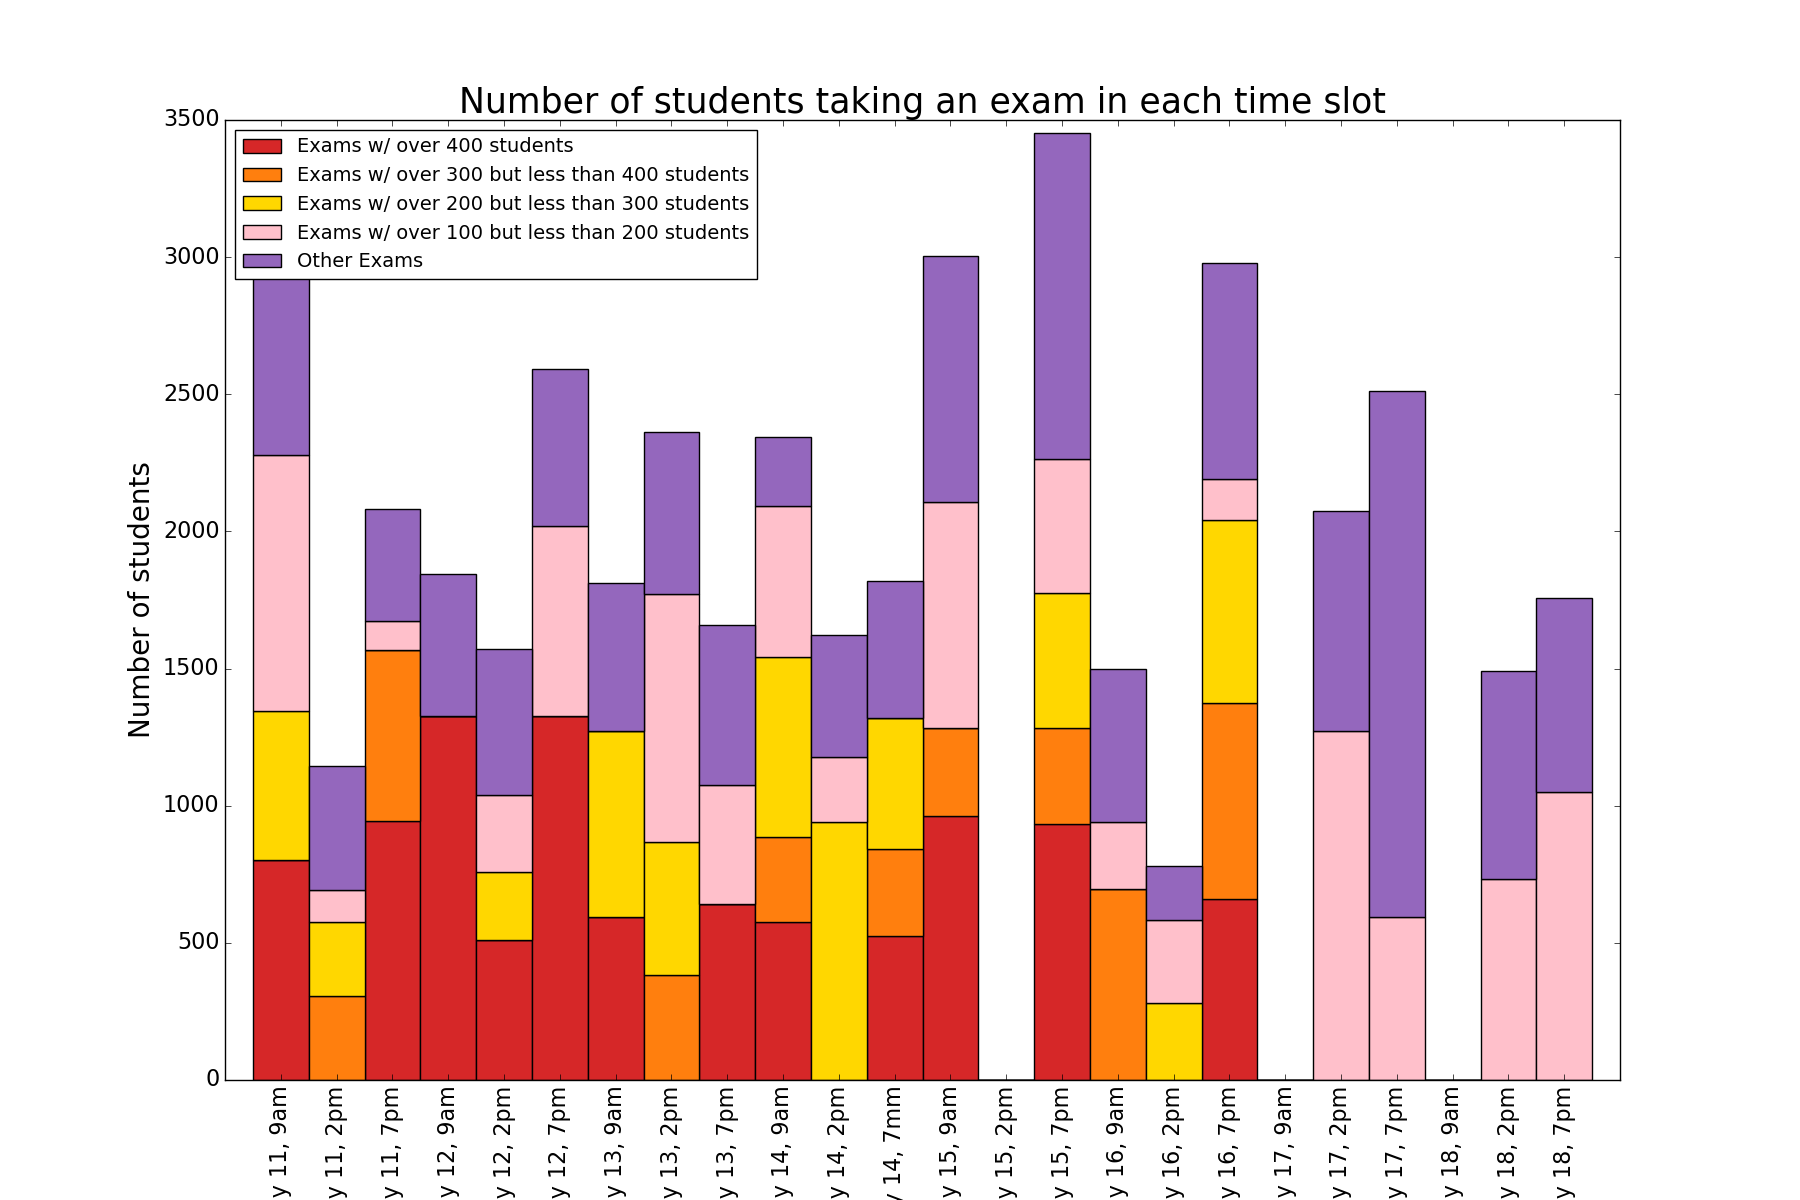 Number of students taking an exam in each time slot
Exams w/ over 400 students
Exams w/ over 300 but less than 400 students
Exams w/ over 200 but less than 300 students
Exams w/ over 100 but less than 200 students
Other Exams
Number of students
3500
3000
2500
2000
1500
1000
500
0
y 11, 9am
y 11, 2pm
y 11, 7pm
y 12, 9am
y 12, 2pm
y 12, 7pm
y 13, 9am
y 13, 2pm
y 13, 7pm
y 14, 9am
y 14, 2pm
y 14, 7mm
y 15, 9am
y 15, 2pm
y 15, 7pm
y 16, 9am
y 16, 2pm
y 16, 7pm
y 17, 9am
y 17, 2pm
y 17, 7pm
y 18, 9am
y 18, 2pm
y 18, 7pm